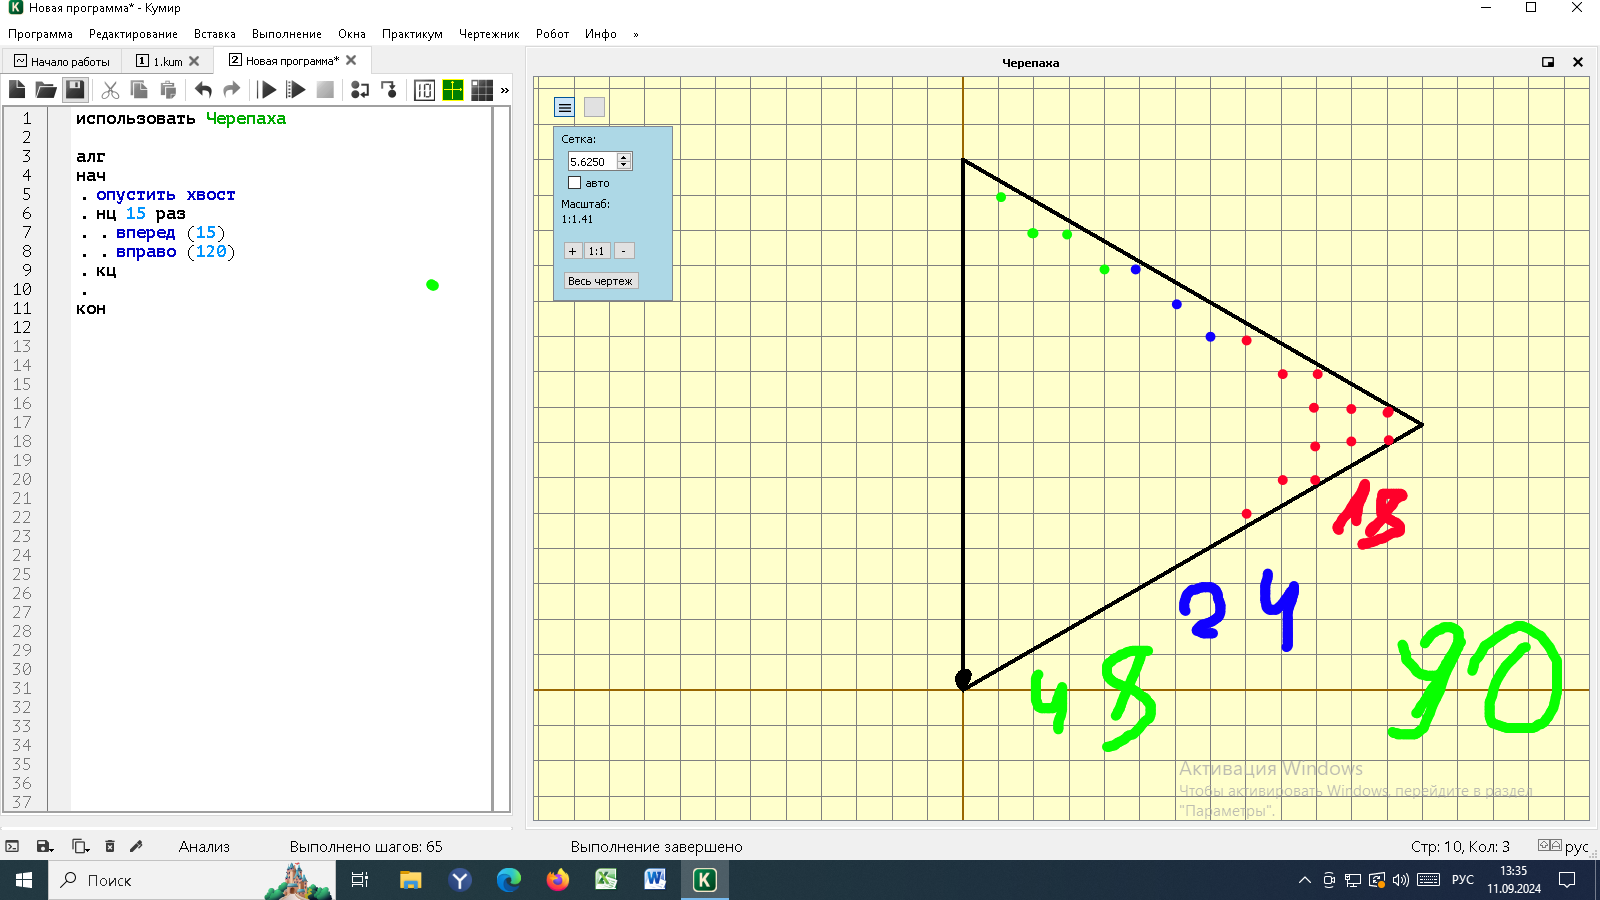 Новая программа* - Кумир
Программа Редактирование Вставка Выполнение Окна Практикум Чертежник Робот Инфо »
Начало работы 1.kum Новая программа*
Черепаха
1 использовать Черепаха
2
3 алг
4 нач
5 . опустить хвост
6 . нц 15 раз
7 . . вперед (15)
8 . . вправо (120)
9 . кц
10 .
11 кон
12
13
14
15
16
17
18
19
20
21
22
23
24
25
26
27
28
29
30
31
32
33
34
35
36
37
Сетка:
5.6250
авто
Масштаб:
1:1.41
+ 1:1 -
Весь чертеж
18
24
48
90
Активация Windows
Чтобы активировать Windows, перейдите в раздел
"Параметры".
Анализ Выполнено шагов: 65 Выполнение завершено Стр: 10, Кол: 3 рус
Поиск
РУС
13:35
11.09.2024